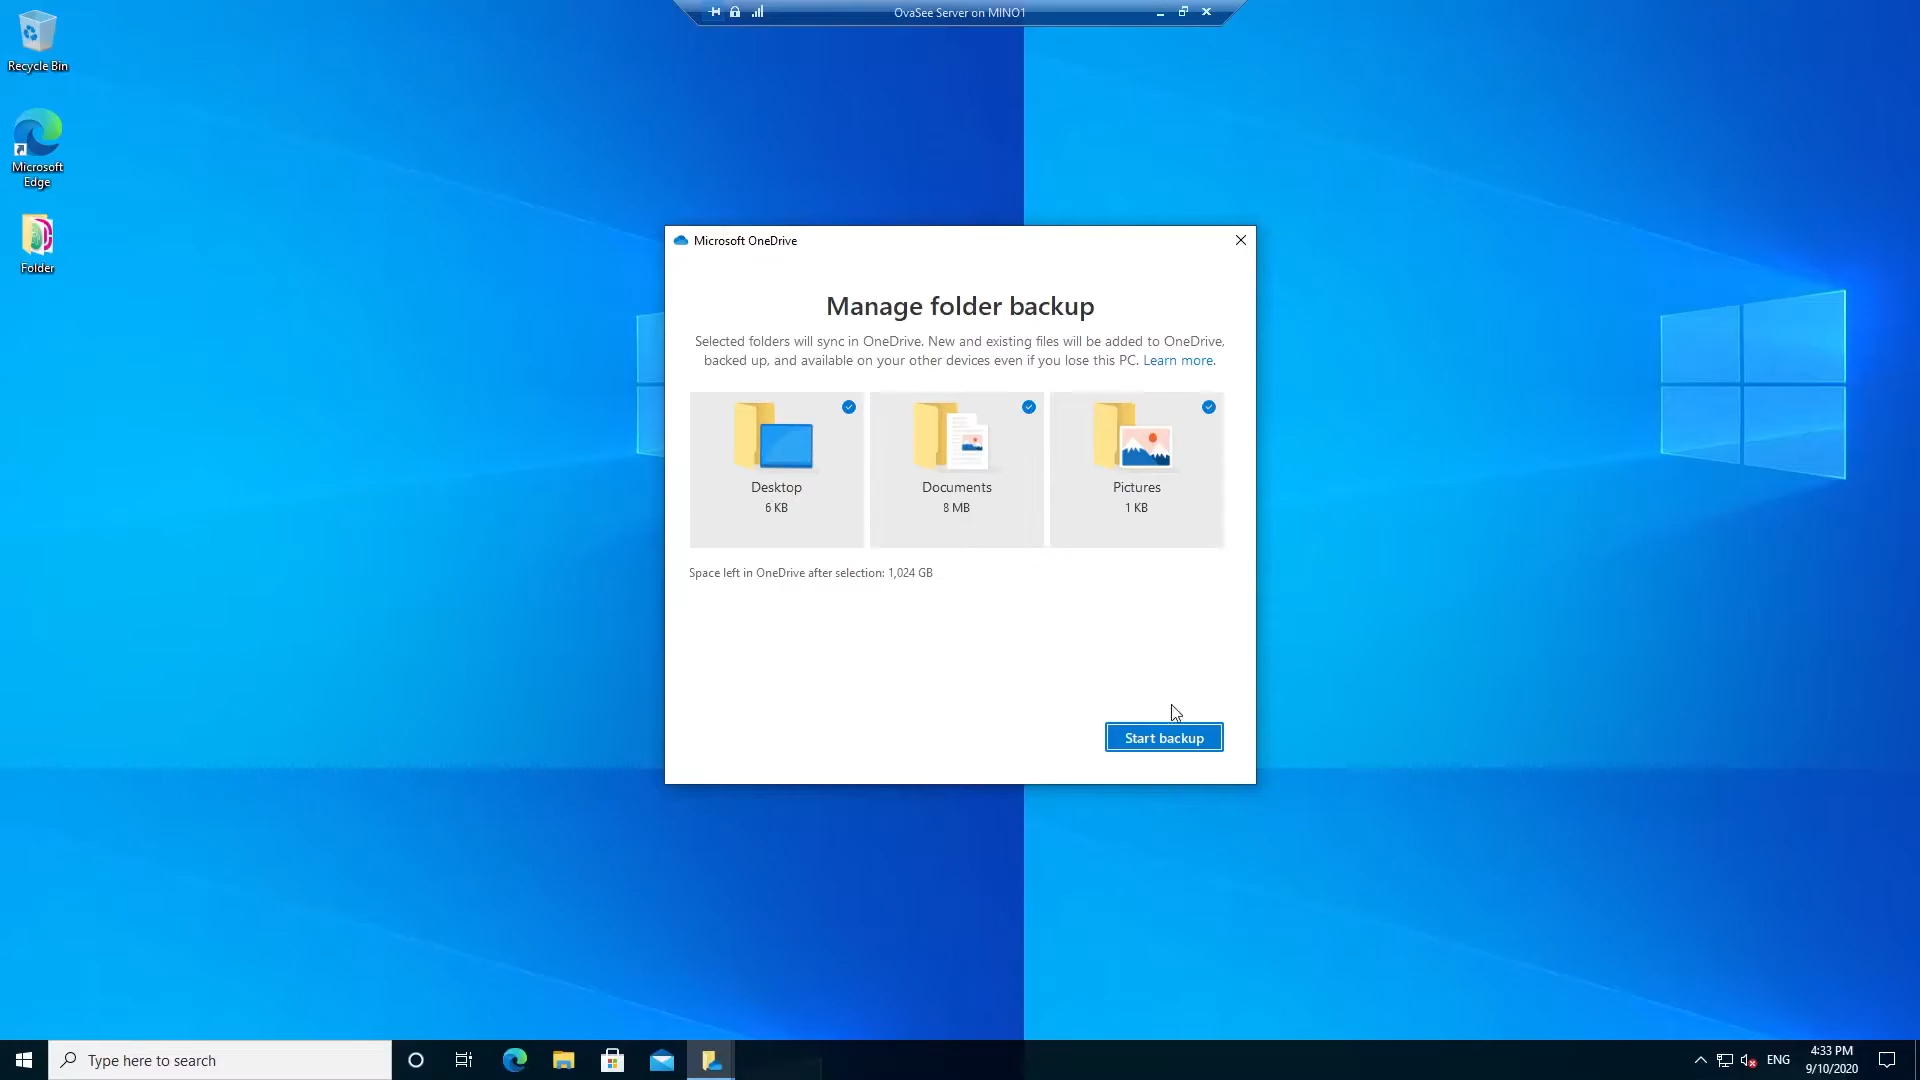 OvaSee Server on MINO1
Recycle Bin
Microsoft
Edge
Folder
Microsoft OneDrive
Manage folder backup
Selected folders will sync in OneDrive. New and existing files will be added to OneDrive,
backed up, and available on your other devices even if you lose this PC. Learn more.
Desktop
6 KB
Documents
8 MB
Pictures
1 KB
Space left in OneDrive after selection: 1,024 GB
Start backup
Type here to search
ENG
4:33 PM
9/10/2020